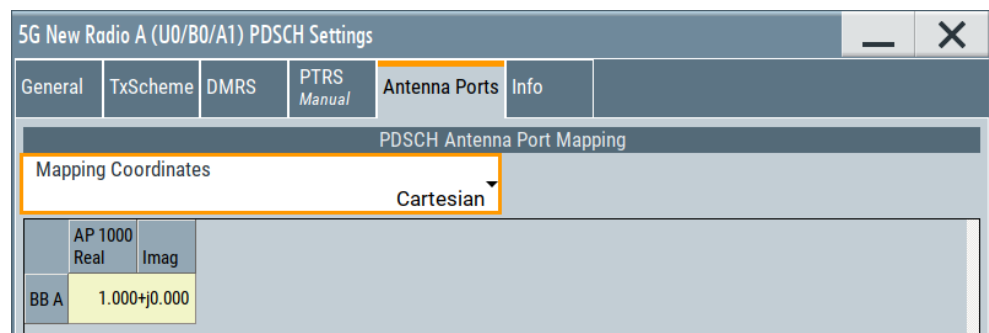 5G New Radio A (U0/B0/A1) PDSCH Settings
General TxScheme DMRS PTRS Manual Antenna Ports Info
PDSCH Antenna Port Mapping
Mapping Coordinates
Cartesian
AP 1000
Real Imag
BB A 1.000+j0.000